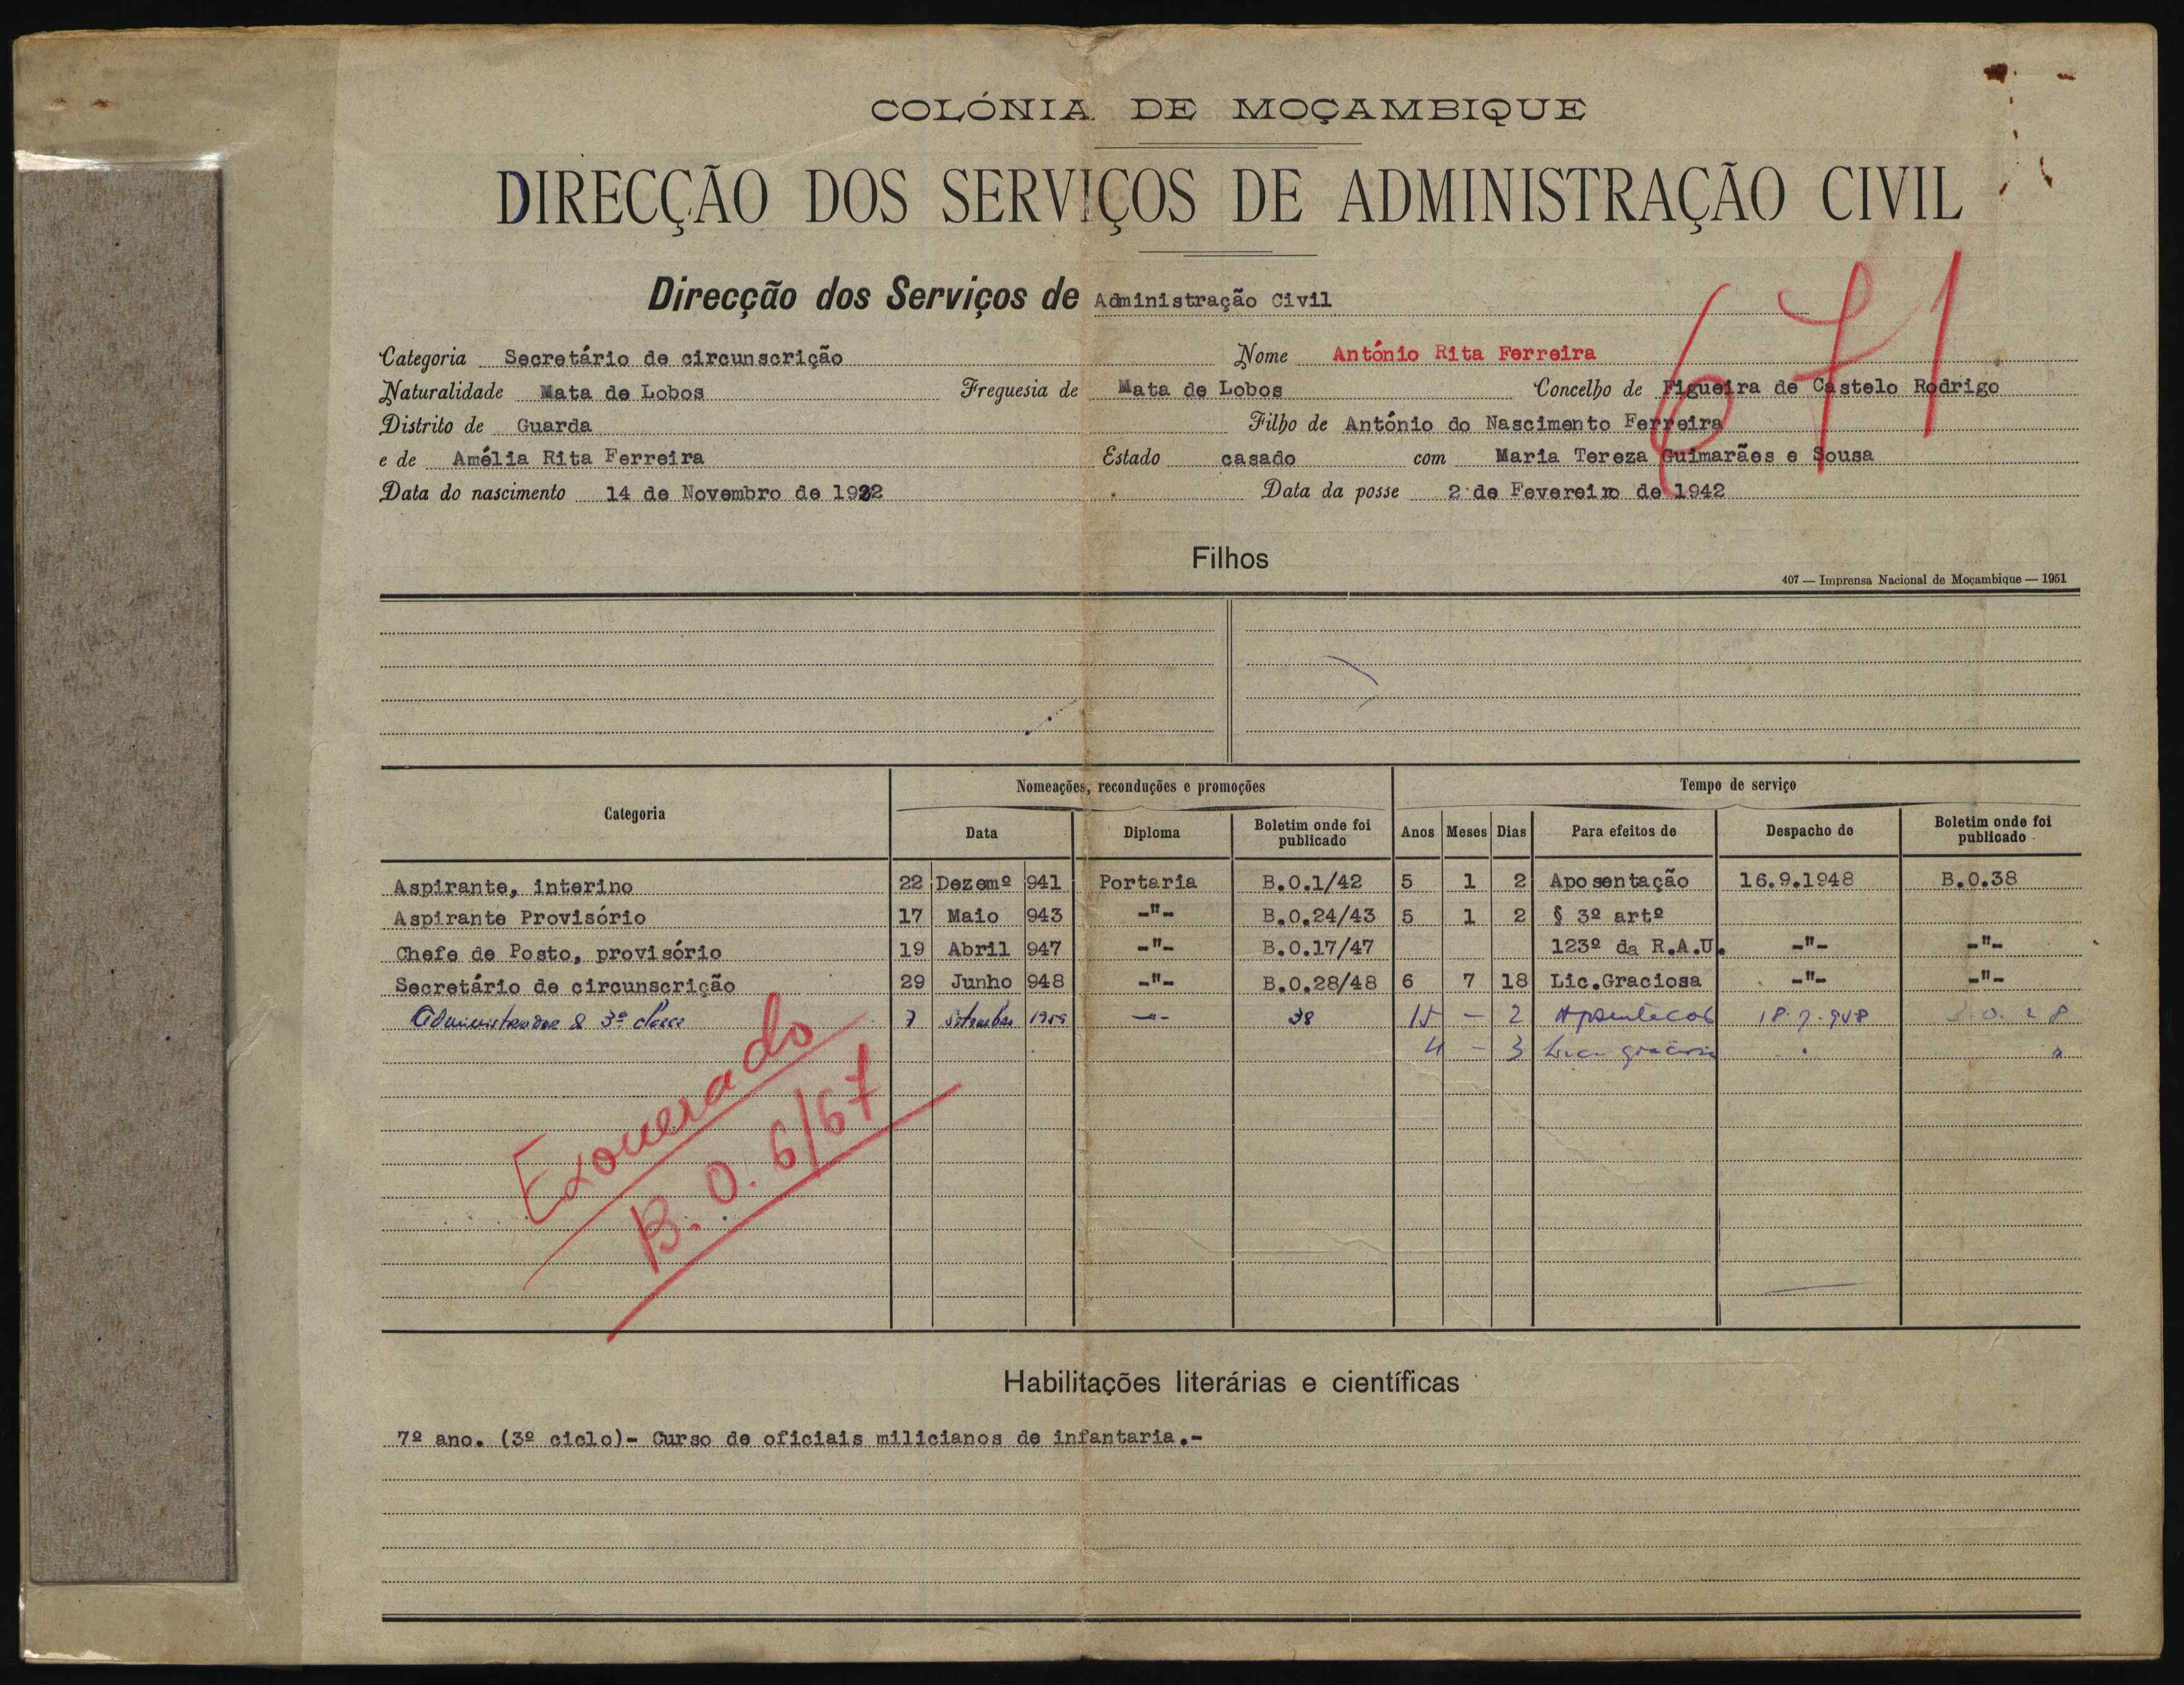 COLÓNIA DE MOÇAMBIQUE
DIRECÇÃO DOS SERVIÇOS DE ADMINISTRAÇÃO CIVIL
Direcção dos Serviços de Administração Civil
671
Categoria Secretário de circunscrição Nome António Rita Ferreira
Naturalidade Mata de Lobos Freguesia de Mata de Lobos Concelho de Figueira de Castelo Rodrigo
Distrito de Guarda Filho de António do Nascimento Ferreira
e de Amélia Rita Ferreira Estado casado com Maria Tereza Guimarães e Sousa
Data do nascimento 14 de Novembro de 1922 Data da posse 2 de Fevereiro de 1942
Filhos
407 — Imprensa Nacional de Moçambique — 1951
Categoria Nomeações, reconduções e promoções Tempo de serviço
Data Diploma Boletim onde foi publicado Anos Meses Dias Para efeitos de Despacho de Boletim onde foi publicado
Aspirante, interino 22 Dezemº 941 Portaria B.O.1/42 5 1 2 Aposentação 16.9.1948 B.O.38
Aspirante Provisório 17 Maio 943 -"- B.O.24/43 5 1 2 § 3º artº
Chefe de Posto, provisório 19 Abril 947 -"- B.O.17/47 123º da R.A.U. -"- -"-
Secretário de circunscrição 29 Junho 948 -"- B.O.28/48 6 7 18 Lic.Graciosa -"- -"-
Administrador 3ª classe 7 Setembro -"- 38 15 - 2
4 - 3
Exonerado
B. O. 6/67
Habilitações literárias e científicas
7º ano. (3º ciclo)- Curso de oficiais milicianos de infantaria.-